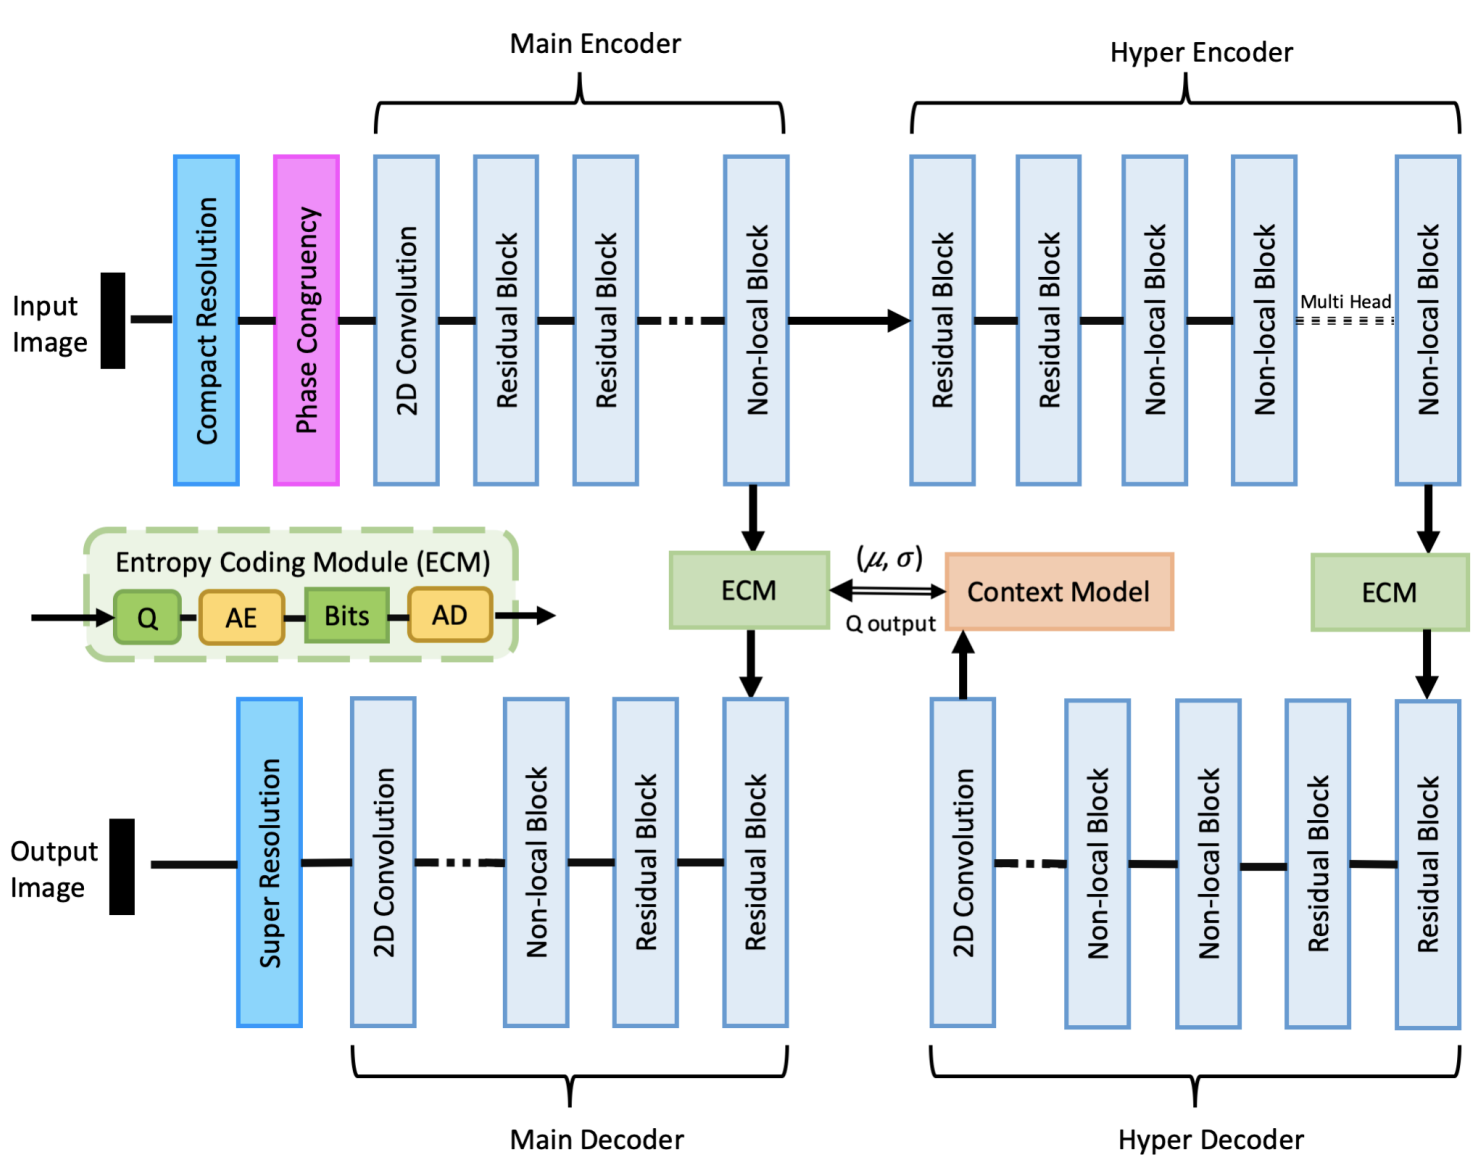 Main Encoder
Hyper Encoder
Input
Image
Compact Resolution
Phase Congruency
2D Convolution
Residual Block
Residual Block
Non-local Block
Residual Block
Residual Block
Non-local Block
Non-local Block
Multi Head
Non-local Block
Entropy Coding Module (ECM)
Q
AE
Bits
AD
ECM
(μ, σ)
Q output
Context Model
ECM
Output
Image
Super Resolution
2D Convolution
Non-local Block
Residual Block
Residual Block
2D Convolution
Non-local Block
Non-local Block
Residual Block
Residual Block
Main Decoder
Hyper Decoder